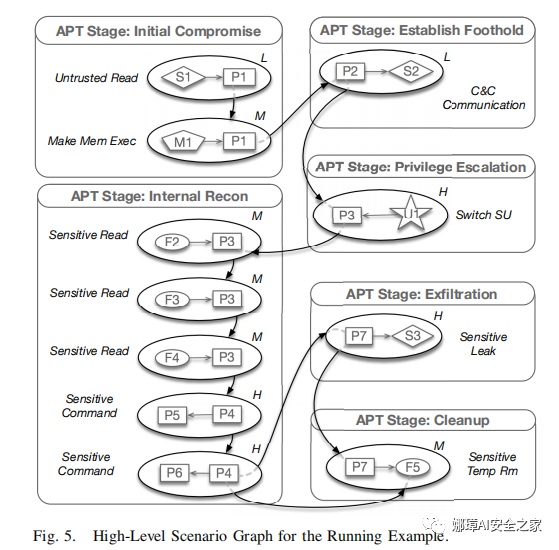 APT Stage: Initial Compromise
L
Untrusted Read
S1
P1
M
Make Mem Exec
M1
P1
APT Stage: Establish Foothold
L
P2
S2
C&C
Communication
APT Stage: Privilege Escalation
H
P3
U1
Switch SU
APT Stage: Internal Recon
M
Sensitive Read
F2
P3
M
Sensitive Read
F3
P3
M
Sensitive Read
F4
P3
H
Sensitive
Command
P5
P4
H
Sensitive
Command
P6
P4
APT Stage: Exfiltration
H
P7
S3
Sensitive
Leak
APT Stage: Cleanup
M
P7
F5
Sensitive
Temp Rm
Fig. 5. High-Level Scenario Graph for the Running Example.
娜璋AI安全之家